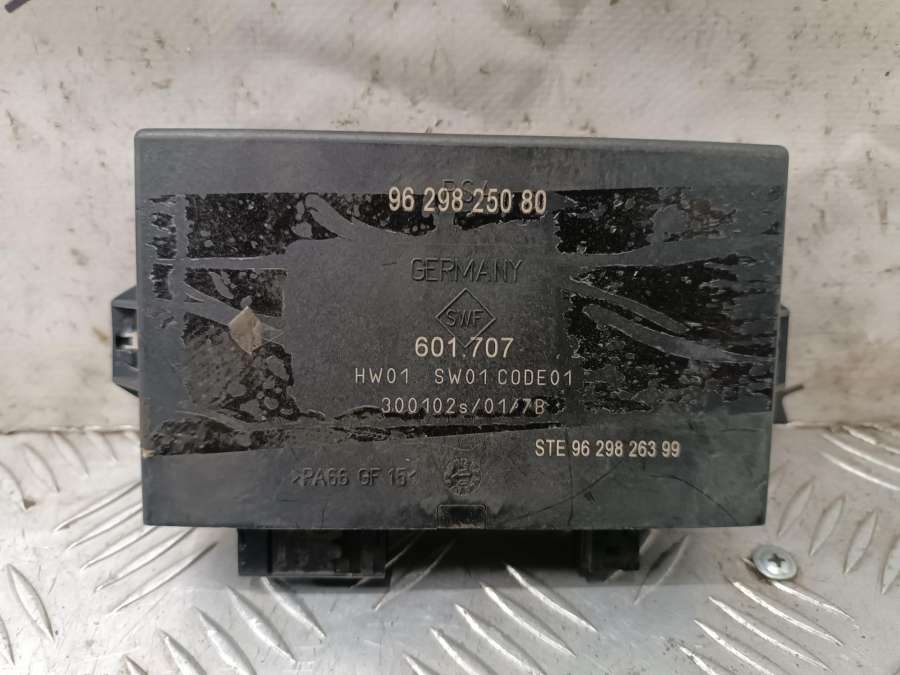 PSA
96 298 250 80
GERMANY
SWF
601.707
HW01 SW01 CODE01
300102s/01/7B
STE 96 298 263 99
>PA66 GF 15<